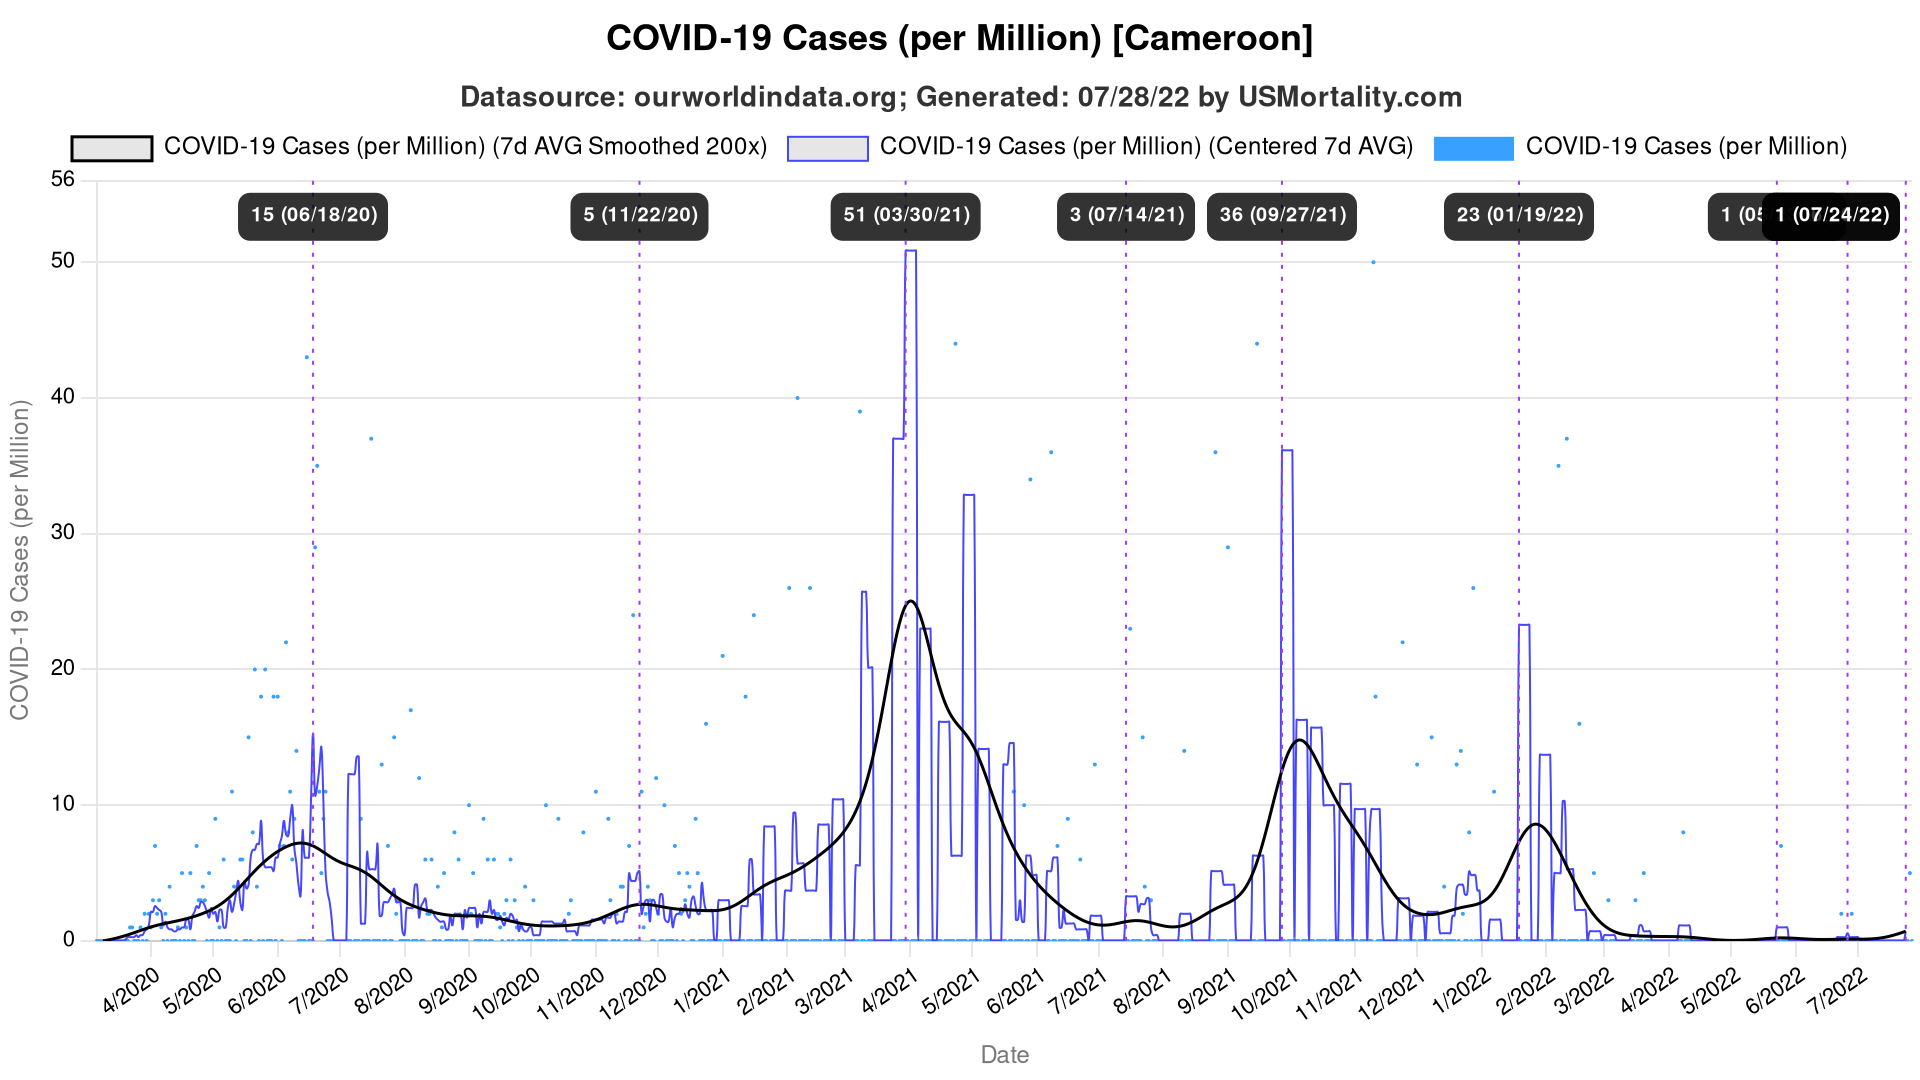 COVID-19 Cases (per Million) [Cameroon]
Datasource: ourworldindata.org; Generated: 07/28/22 by USMortality.com
COVID-19 Cases (per Million) (7d AVG Smoothed 200x) COVID-19 Cases (per Million) (Centered 7d AVG) COVID-19 Cases (per Million)
15 (06/18/20) 5 (11/22/20) 51 (03/30/21) 3 (07/14/21) 36 (09/27/21) 23 (01/19/22) 1 (05 1 (07/24/22)
56
50
40
30
20
10
0
COVID-19 Cases (per Million)
4/2020 5/2020 6/2020 7/2020 8/2020 9/2020 10/2020 11/2020 12/2020 1/2021 2/2021 3/2021 4/2021 5/2021 6/2021 7/2021 8/2021 9/2021 10/2021 11/2021 12/2021 1/2022 2/2022 3/2022 4/2022 5/2022 6/2022 7/2022
Date